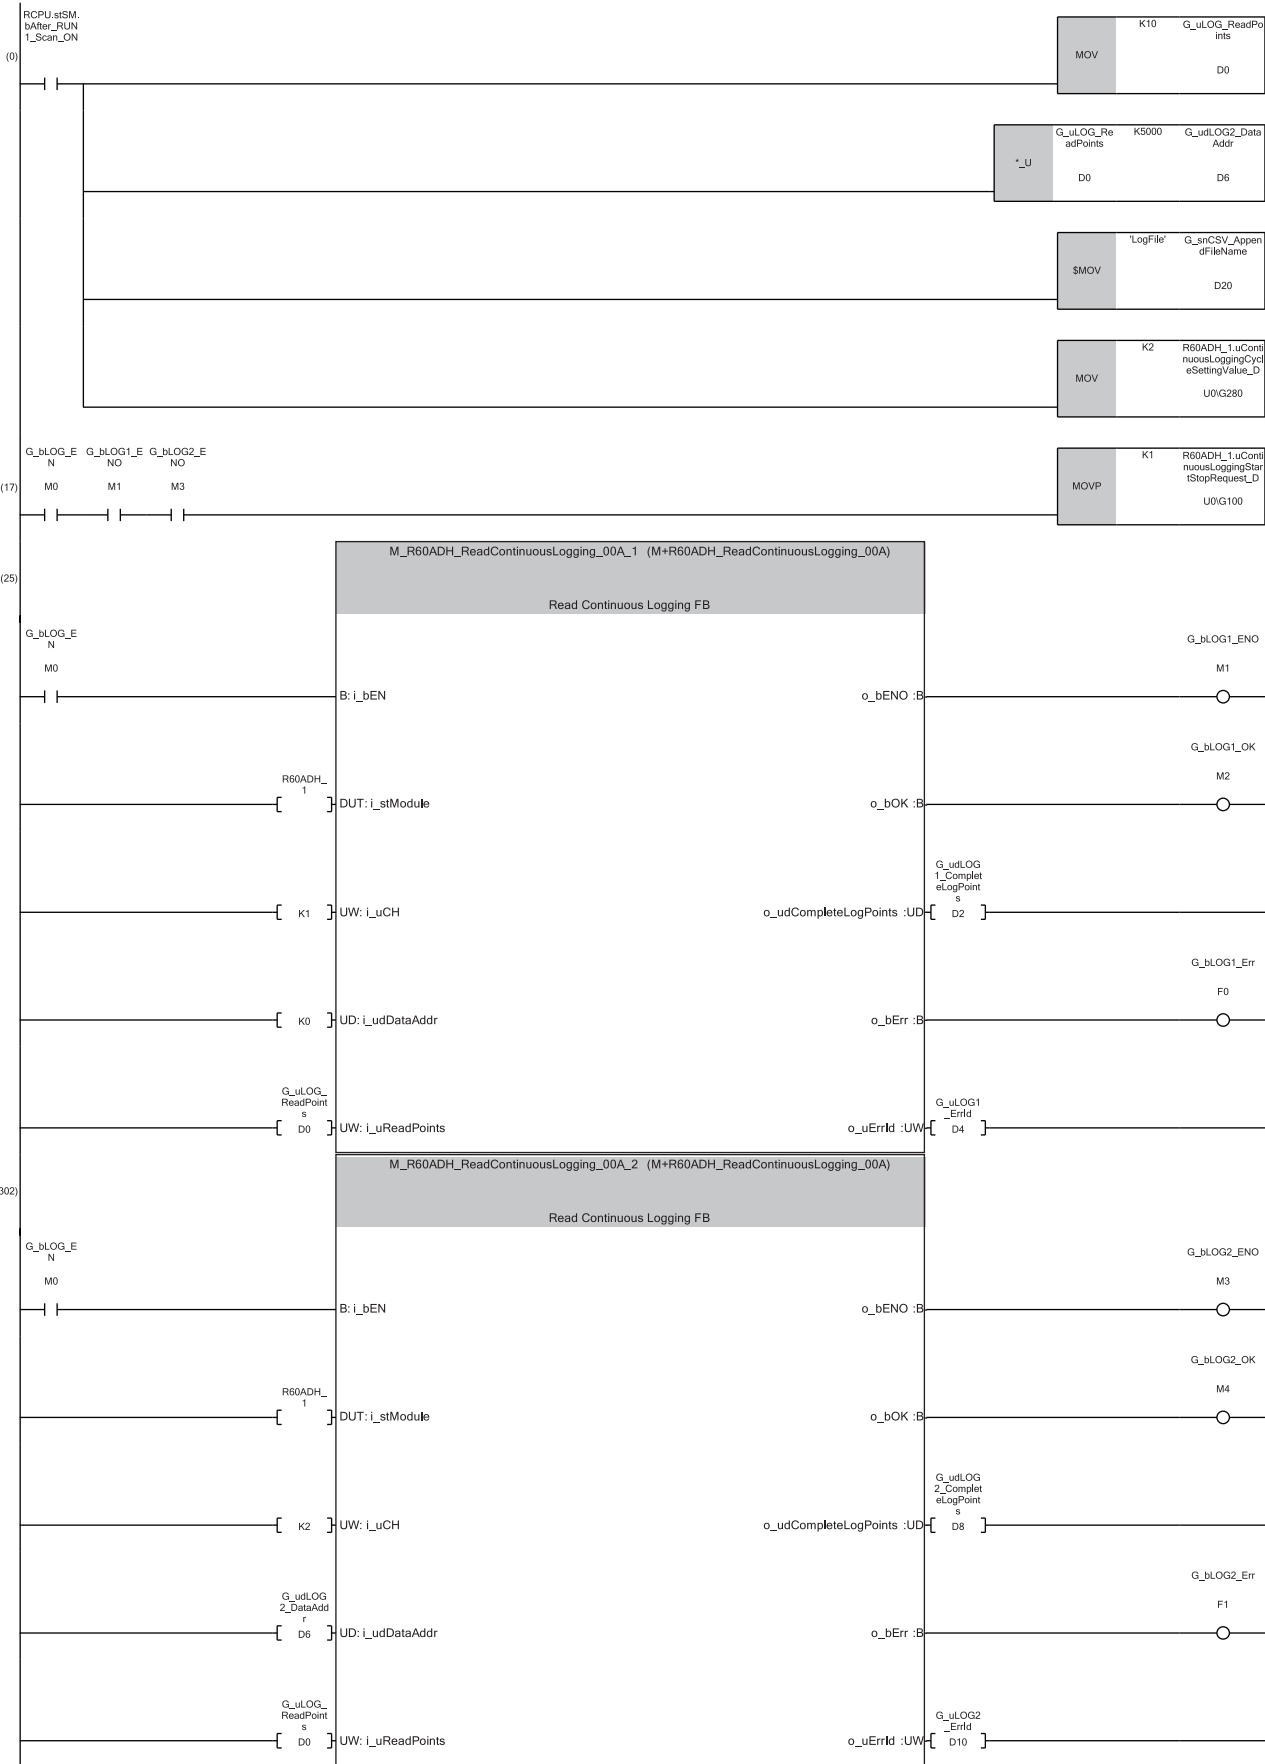 RCPU.stSM.
bAfter_RUN
1_Scan_ON
(0)
MOV
K10
G_uLOG_ReadPo
ints
D0
*_U
G_uLOG_Re
adPoints
D0
K5000
G_udLOG2_Data
Addr
D6
$MOV
'LogFile'
G_snCSV_Appen
dFileName
D20
MOV
K2
R60ADH_1.uConti
nuousLoggingCycl
eSettingValue_D
U0\G280
(17)
G_bLOG_E
N
M0
G_bLOG1_E
NO
M1
G_bLOG2_E
NO
M3
MOVP
K1
R60ADH_1.uConti
nuousLoggingStar
tStopRequest_D
U0\G100
(25)
M_R60ADH_ReadContinuousLogging_00A_1 (M+R60ADH_ReadContinuousLogging_00A)
Read Continuous Logging FB
G_bLOG_E
N
M0
B: i_bEN
o_bENO :B
G_bLOG1_ENO
M1
R60ADH_
1
DUT: i_stModule
o_bOK :B
G_bLOG1_OK
M2
K1
UW: i_uCH
o_udCompleteLogPoints :UD
G_udLOG
1_Complet
eLogPoint
s
D2
K0
UD: i_udDataAddr
o_bErr :B
G_bLOG1_Err
F0
G_uLOG_
ReadPoint
s
D0
UW: i_uReadPoints
o_uErrId :UW
G_uLOG1
_ErrId
D4
302)
M_R60ADH_ReadContinuousLogging_00A_2 (M+R60ADH_ReadContinuousLogging_00A)
Read Continuous Logging FB
G_bLOG_E
N
M0
B: i_bEN
o_bENO :B
G_bLOG2_ENO
M3
R60ADH_
1
DUT: i_stModule
o_bOK :B
G_bLOG2_OK
M4
K2
UW: i_uCH
o_udCompleteLogPoints :UD
G_udLOG
2_Complet
eLogPoint
s
D8
G_udLOG
2_DataAdd
r
D6
UD: i_udDataAddr
o_bErr :B
G_bLOG2_Err
F1
G_uLOG_
ReadPoint
s
D0
UW: i_uReadPoints
o_uErrId :UW
G_uLOG2
_ErrId
D10